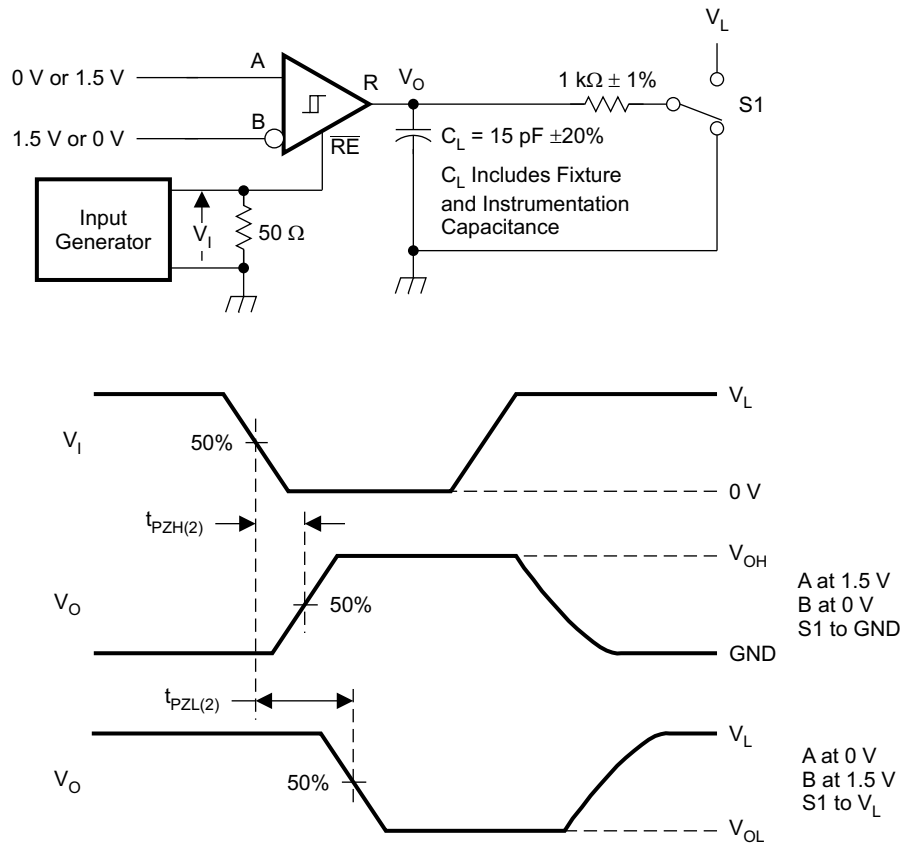 V_L
0 V or 1.5 V
A
R
V_O
1 kΩ ± 1%
S1
1.5 V or 0 V
B
R̅E̅
C_L = 15 pF ±20%
C_L Includes Fixture
and Instrumentation
Capacitance
Input
Generator
V_I
50 Ω
V_I
50%
V_L
0 V
t_PZH(2)
V_O
50%
V_OH
GND
A at 1.5 V
B at 0 V
S1 to GND
t_PZL(2)
V_O
50%
V_L
V_OL
A at 0 V
B at 1.5 V
S1 to V_L